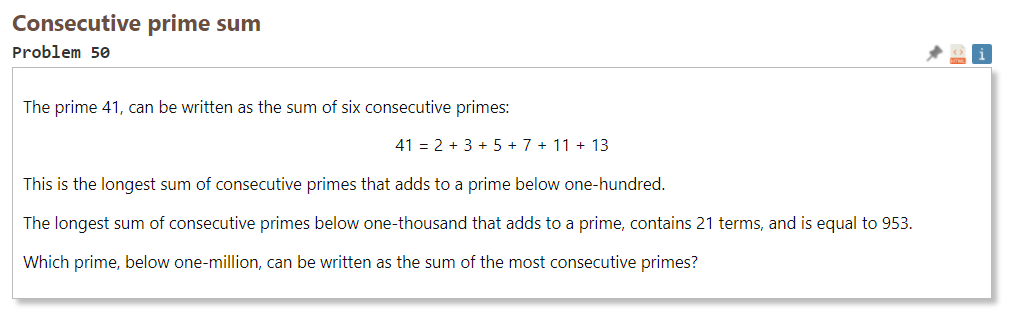 Consecutive prime sum
Problem 50
The prime 41, can be written as the sum of six consecutive primes:
41 = 2 + 3 + 5 + 7 + 11 + 13
This is the longest sum of consecutive primes that adds to a prime below one-hundred.
The longest sum of consecutive primes below one-thousand that adds to a prime, contains 21 terms, and is equal to 953.
Which prime, below one-million, can be written as the sum of the most consecutive primes?